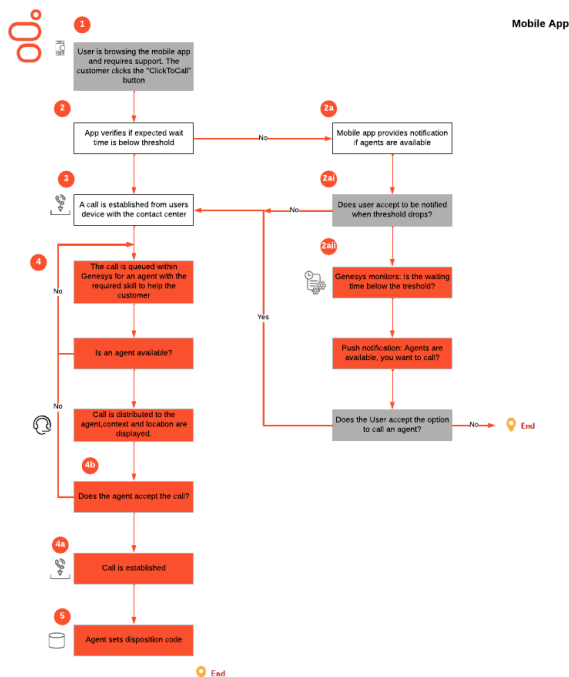 Mobile App
1
User is browsing the mobile app
and requires support. The
customer clicks the "ClickToCall"
button
2
App verifies if expected wait
time is below threshold
No
2a
Mobile app provides notification
if agents are available
3
A call is established from users
device with the contact center
No
2ai
Does user accept to be notified
when threshold drops?
4
The call is queued within
Genesys for an agent with the
required skill to help the
customer
No
2aii
Genesys monitors: Is the waiting
time below the treshold?
Yes
Is an agent available?
Push notification: Agents are
available, you want to call?
No
Call is distributed to the
agent,context and location are
displayed.
Does the User accept the option
to call an agent?
No
End
4b
Does the agent accept the call?
4a
Call is established
5
Agent sets disposition code
End